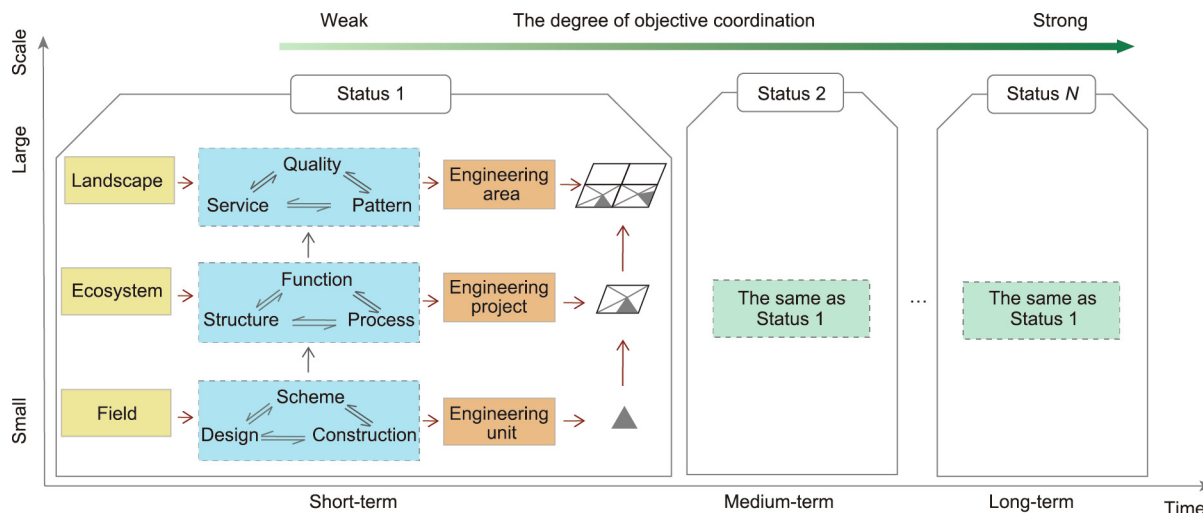 Weak The degree of objective coordination Strong
Scale
Large
Small
Status 1
Status 2
Status N
Landscape
Quality
Service Pattern
Engineering
area
Ecosystem
Function
Structure Process
Engineering
project
Field
Scheme
Design Construction
Engineering
unit
The same as
Status 1
...
The same as
Status 1
Short-term Medium-term Long-term
Time